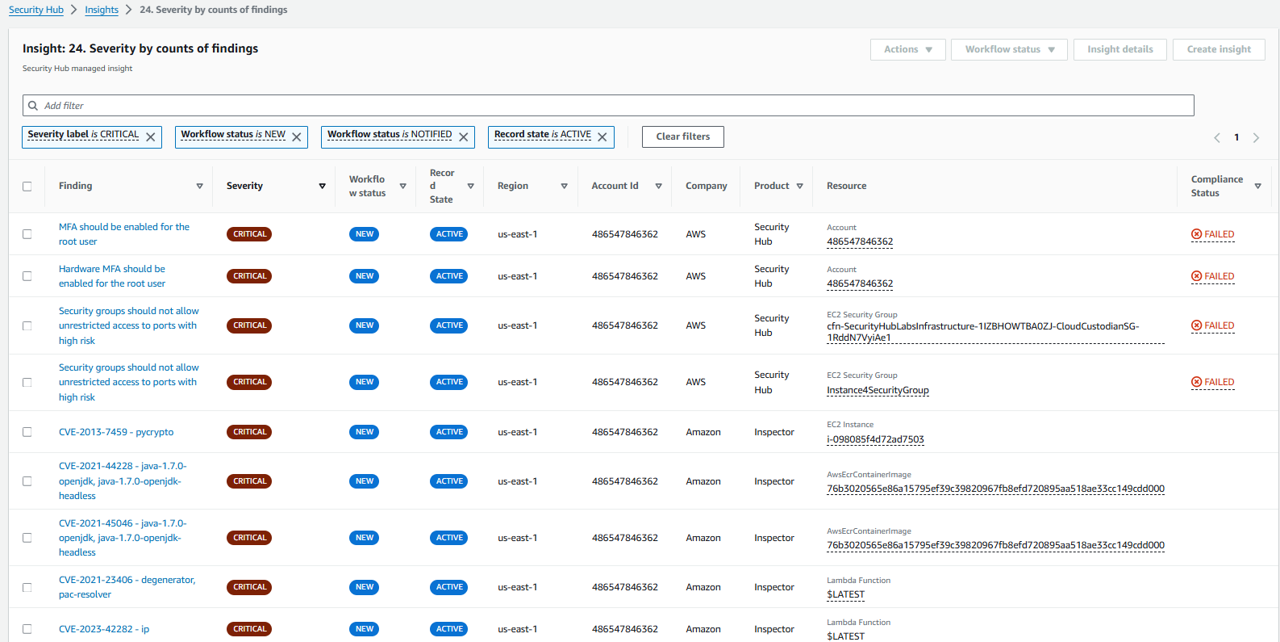 Security Hub > Insights > 24. Severity by counts of findings
Insight: 24. Severity by counts of findings
Security Hub managed insight
Actions
Workflow status
Insight details
Create insight
Add filter
Severity label is CRITICAL
Workflow status is NEW
Workflow status is NOTIFIED
Record state is ACTIVE
Clear filters
1
Finding
Severity
Workflo
w status
Recor
d
State
Region
Account Id
Company
Product
Resource
Compliance
Status
MFA should be enabled for the
root user
CRITICAL
NEW
ACTIVE
us-east-1
486547846362
AWS
Security
Hub
Account
486547846362
FAILED
Hardware MFA should be
enabled for the root user
CRITICAL
NEW
ACTIVE
us-east-1
486547846362
AWS
Security
Hub
Account
486547846362
FAILED
Security groups should not allow
unrestricted access to ports with
high risk
CRITICAL
NEW
ACTIVE
us-east-1
486547846362
AWS
Security
Hub
EC2 Security Group
cfn-SecurityHubLabsInfrastructure-1IZBHOWTBA0ZJ-CloudCustodianSG-
1RddN7VyiAe1
FAILED
Security groups should not allow
unrestricted access to ports with
high risk
CRITICAL
NEW
ACTIVE
us-east-1
486547846362
AWS
Security
Hub
EC2 Security Group
Instance4SecurityGroup
FAILED
CVE-2013-7459 - pycrypto
CRITICAL
NEW
ACTIVE
us-east-1
486547846362
Amazon
Inspector
EC2 Instance
i-098085f4d72ad7503
CVE-2021-44228 - java-1.7.0-
openjdk, java-1.7.0-openjdk-
headless
CRITICAL
NEW
ACTIVE
us-east-1
486547846362
Amazon
Inspector
AwsEcrContainerImage
76b3020565e86a15795ef39c39820967fb8efd720895aa518ae33cc149cdd000
CVE-2021-45046 - java-1.7.0-
openjdk, java-1.7.0-openjdk-
headless
CRITICAL
NEW
ACTIVE
us-east-1
486547846362
Amazon
Inspector
AwsEcrContainerImage
76b3020565e86a15795ef39c39820967fb8efd720895aa518ae33cc149cdd000
CVE-2021-23406 - degenerator,
pac-resolver
CRITICAL
NEW
ACTIVE
us-east-1
486547846362
Amazon
Inspector
Lambda Function
$LATEST
CVE-2023-42282 - ip
CRITICAL
NEW
ACTIVE
us-east-1
486547846362
Amazon
Inspector
Lambda Function
$LATEST